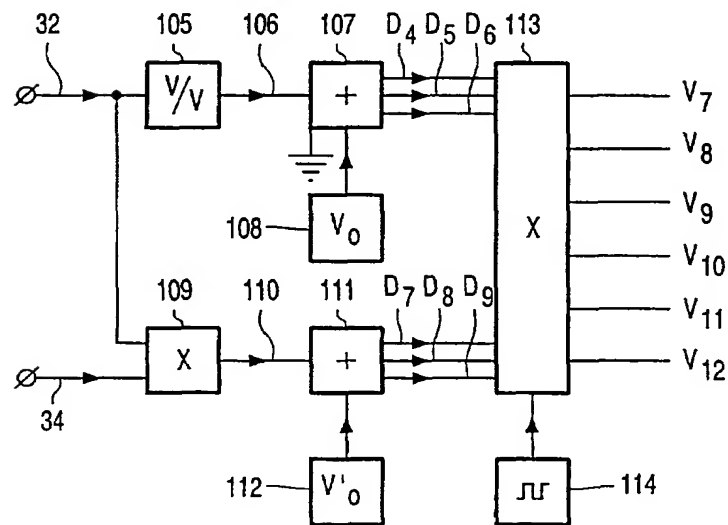 32 105 106 107 D4 D5 D6 113
V/V + V7
V8
108 V0 V9
X
V10
109 110 111 D7 D8 D9 V11
X + V12
34
112 V'0 114